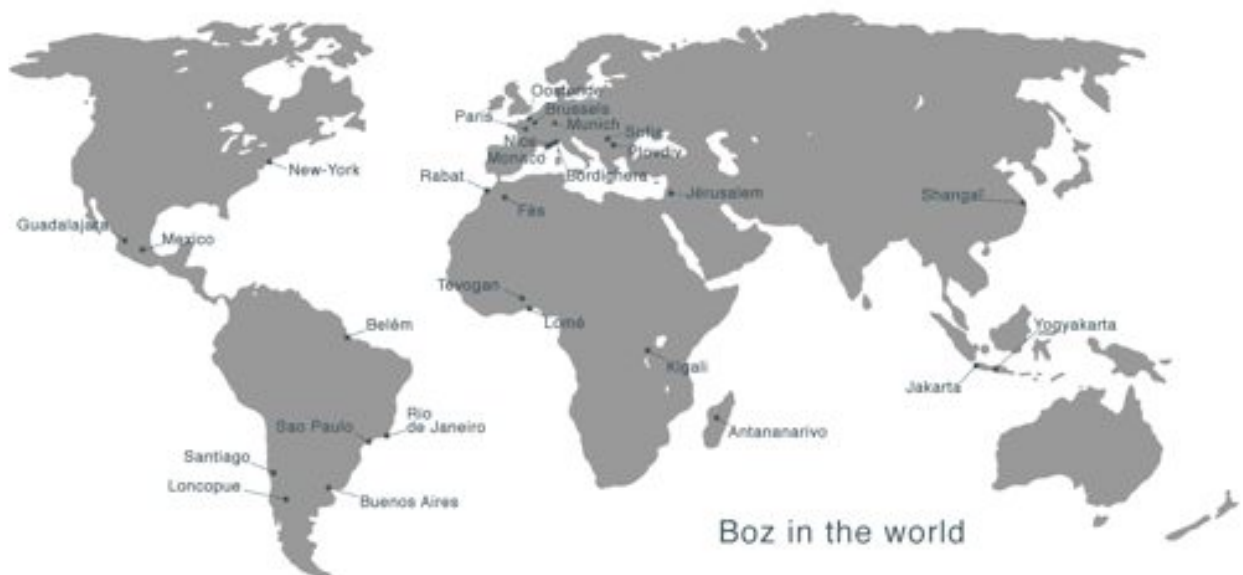 Oostende
Brussels
Paris
Munich
Nice
Sofia
Monaco
Plovdiv
Bordighera
New-York
Rabat
Jérusalem
Fès
Shangaï
Guadalajara
Mexico
Tévogan
Lomé
Belém
Yogyakarta
Kigali
Jakarta
Rio
de Janeiro
Sao Paulo
Antananarivo
Santiago
Loncopue
Buenos Aires
Boz in the world